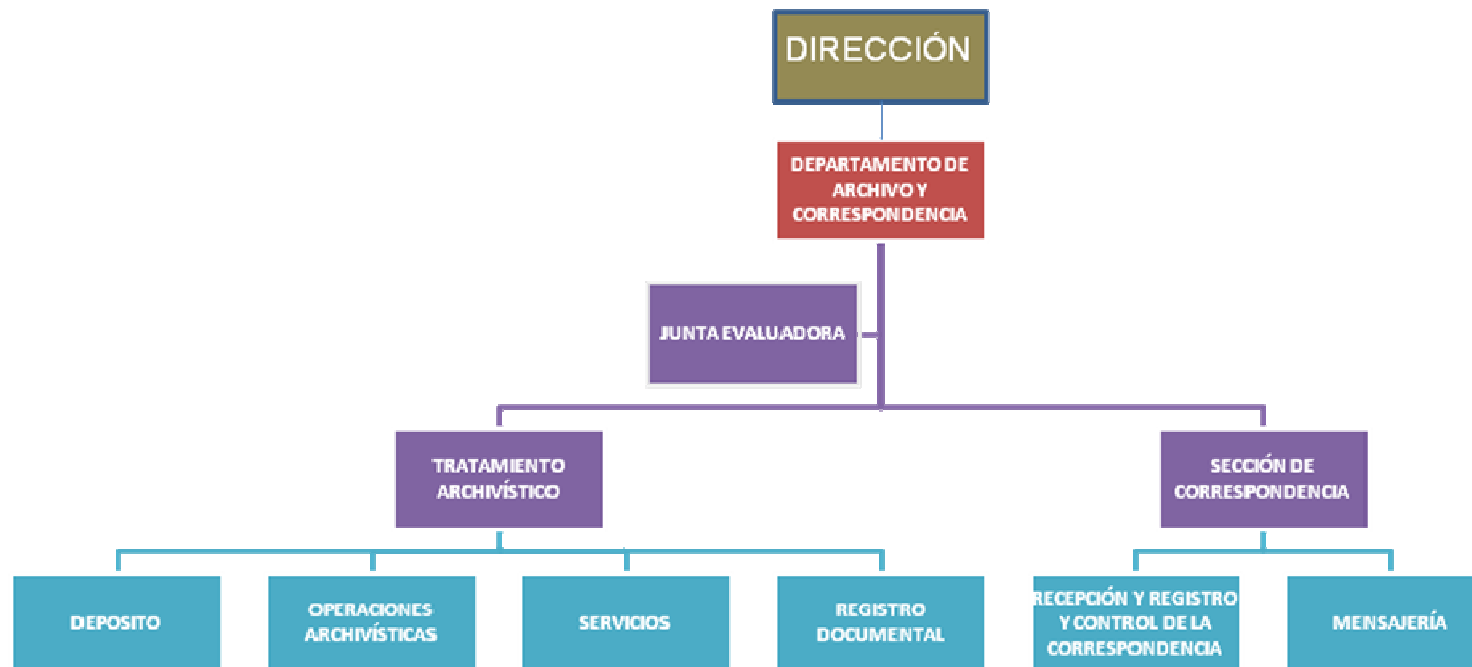 DIRECCIÓN
DEPARTAMENTO DE
ARCHIVO Y
CORRESPONDENCIA
JUNTA EVALUADORA
TRATAMIENTO
ARCHIVÍSTICO
SECCIÓN DE
CORRESPONDENCIA
DEPOSITO
OPERACIONES
ARCHIVÍSTICAS
SERVICIOS
REGISTRO
DOCUMENTAL
RECEPCIÓN Y REGISTRO
Y CONTROL DE LA
CORRESPONDENCIA
MENSAJERÍA